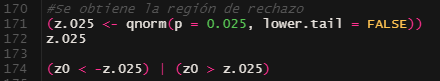 170 #Se obtiene la región de rechazo
171 (z.025 <- qnorm(p = 0.025, lower.tail = FALSE))
172 z.025
173
174 (z0 < -z.025) | (z0 > z.025)